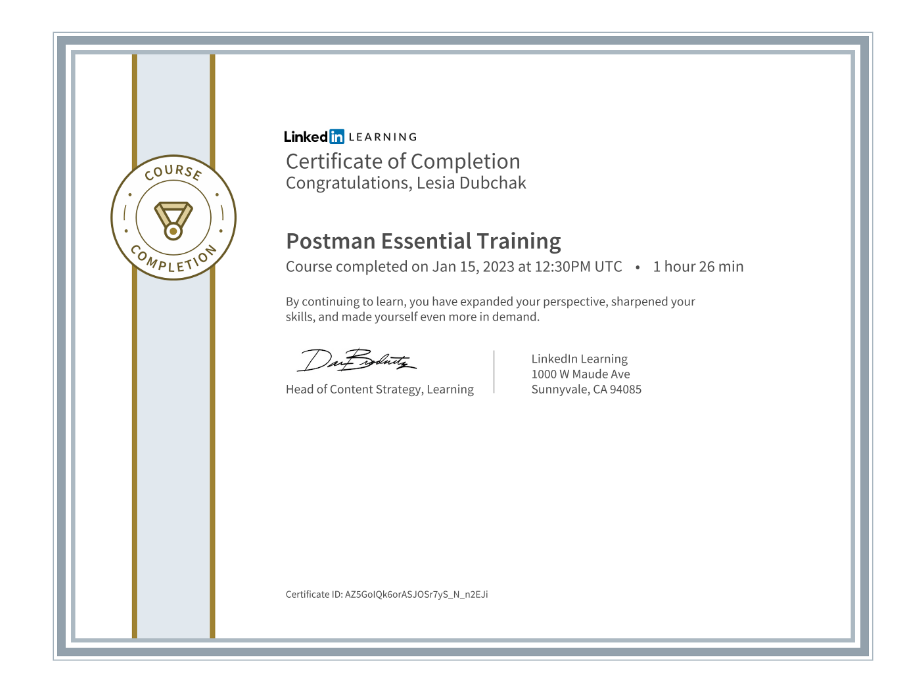 COURSE
COMPLETION
Linked in LEARNING
Certificate of Completion
Congratulations, Lesia Dubchak
Postman Essential Training
Course completed on Jan 15, 2023 at 12:30PM UTC • 1 hour 26 min
By continuing to learn, you have expanded your perspective, sharpened your
skills, and made yourself even more in demand.
Head of Content Strategy, Learning
LinkedIn Learning
1000 W Maude Ave
Sunnyvale, CA 94085
Certificate ID: AZ5GoIQk6orASJOSr7yS_N_n2EJi